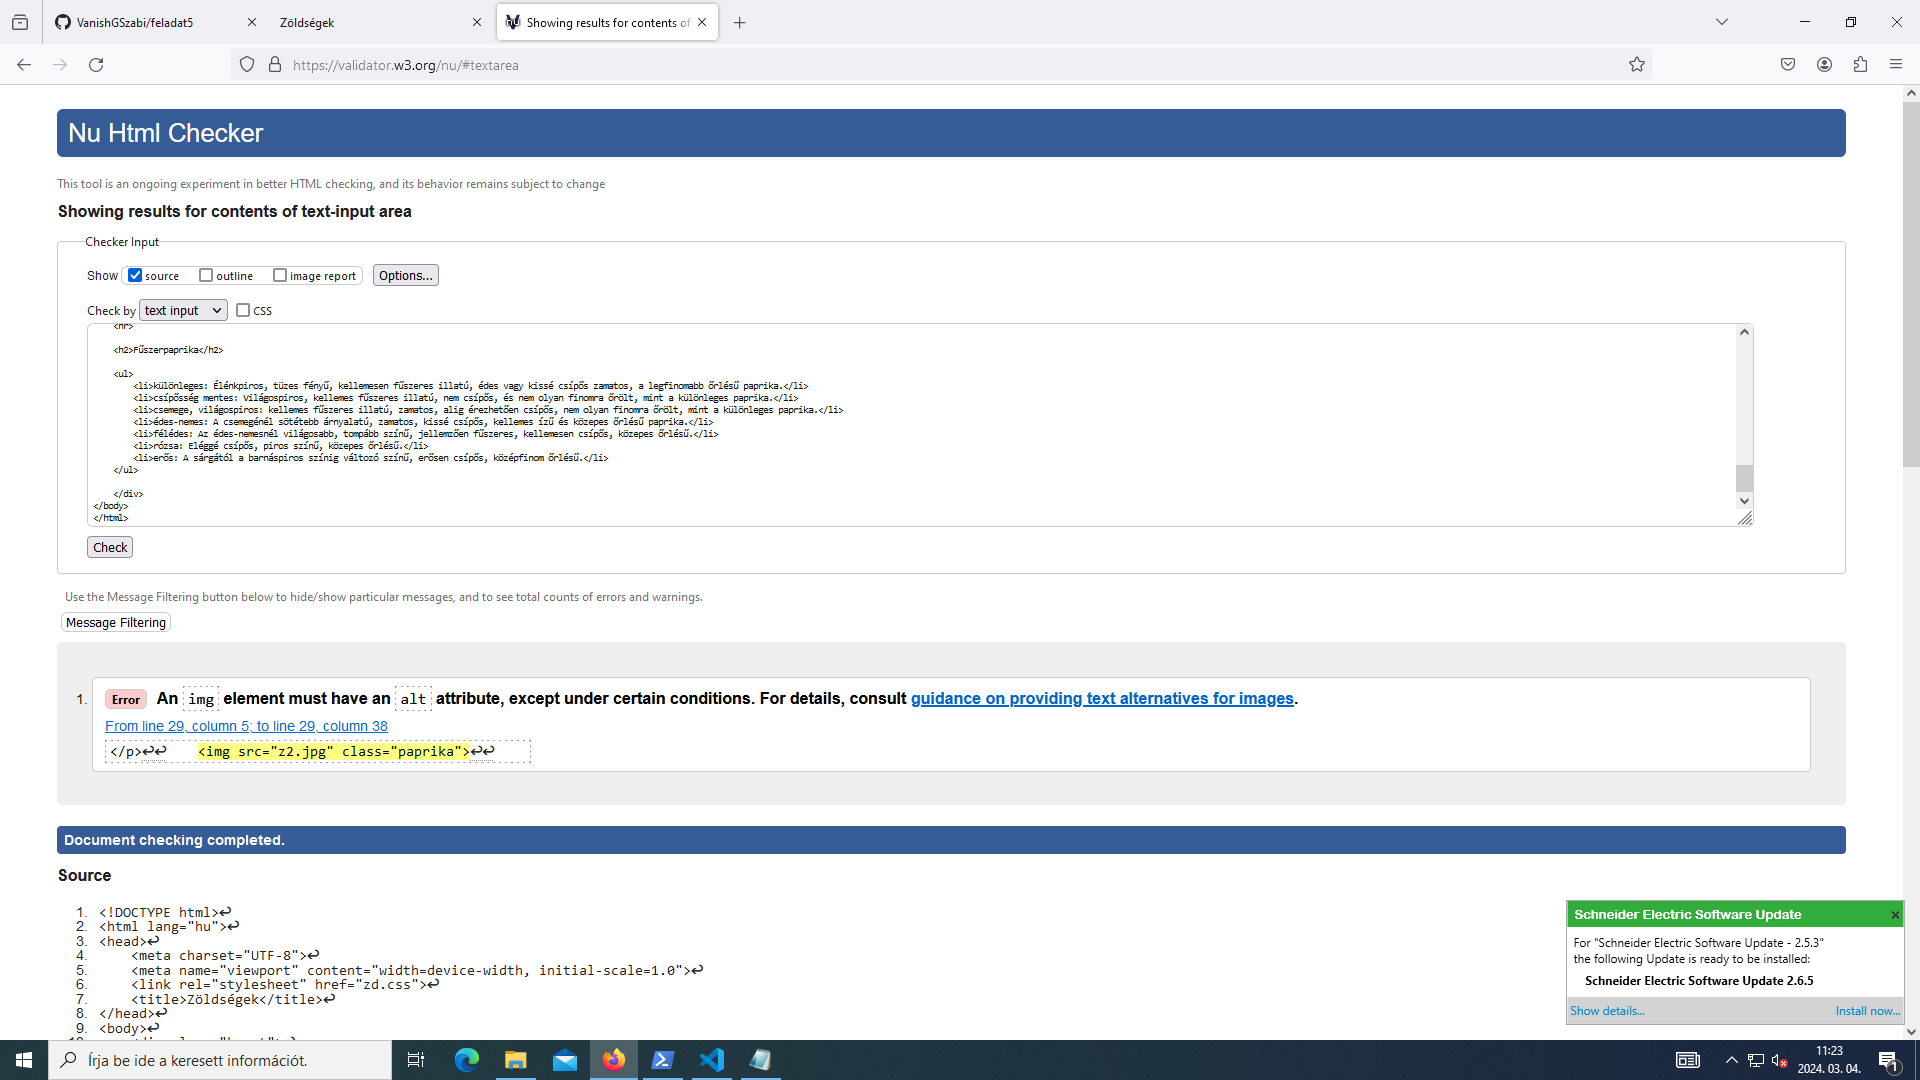 VanishGSzabi/feladat5
Zöldségek
Showing results for contents of
https://validator.w3.org/nu/#textarea
Nu Html Checker
This tool is an ongoing experiment in better HTML checking, and its behavior remains subject to change
Showing results for contents of text-input area
Checker Input
Show source outline image report Options...
Check by text input CSS
<hr>
<h2>Fűszerpaprika</h2>
<ul>
<li>különleges: Élénkpiros, tüzes fényű, kellemesen fűszeres illatú, édes vagy kissé csípős zamatos, a legfinomabb őrlésű paprika.</li>
<li>csípősség mentes: Világospiros, kellemes fűszeres illatú, nem csípős, és nem olyan finomra őrölt, mint a különleges paprika.</li>
<li>csemege, világospiros: kellemes fűszeres illatú, zamatos, alig érezhetően csípős, nem olyan finomra őrölt, mint a különleges paprika.</li>
<li>édes-nemes: A csemegénél sötétebb árnyalatú, zamatos, kissé csípős, kellemes ízű és közepes őrlésű paprika.</li>
<li>félédes: Az édes-nemesnél világosabb, tompább színű, jellemzően fűszeres, kellemesen csípős, közepes őrlésű.</li>
<li>rózsa: Eléggé csípős, piros színű, közepes őrlésű.</li>
<li>erős: A sárgától a barnáspiros színig változó színű, erősen csípős, középfinom őrlésű.</li>
</ul>
</div>
</body>
</html>
Check
Use the Message Filtering button below to hide/show particular messages, and to see total counts of errors and warnings.
Message Filtering
1. Error An img element must have an alt attribute, except under certain conditions. For details, consult guidance on providing text alternatives for images.
From line 29, column 5; to line 29, column 38
</p>↩↩ <img src="z2.jpg" class="paprika">↩↩
Document checking completed.
Source
1. <!DOCTYPE html>↩
2. <html lang="hu">↩
3. <head>↩
4. <meta charset="UTF-8">↩
5. <meta name="viewport" content="width=device-width, initial-scale=1.0">↩
6. <link rel="stylesheet" href="zd.css">↩
7. <title>Zöldségek</title>↩
8. </head>↩
9. <body>↩
Schneider Electric Software Update
For "Schneider Electric Software Update - 2.5.3"
the following Update is ready to be installed:
Schneider Electric Software Update 2.6.5
Show details... Install now...
Írja be ide a keresett információt.
11:23
2024. 03. 04.
1